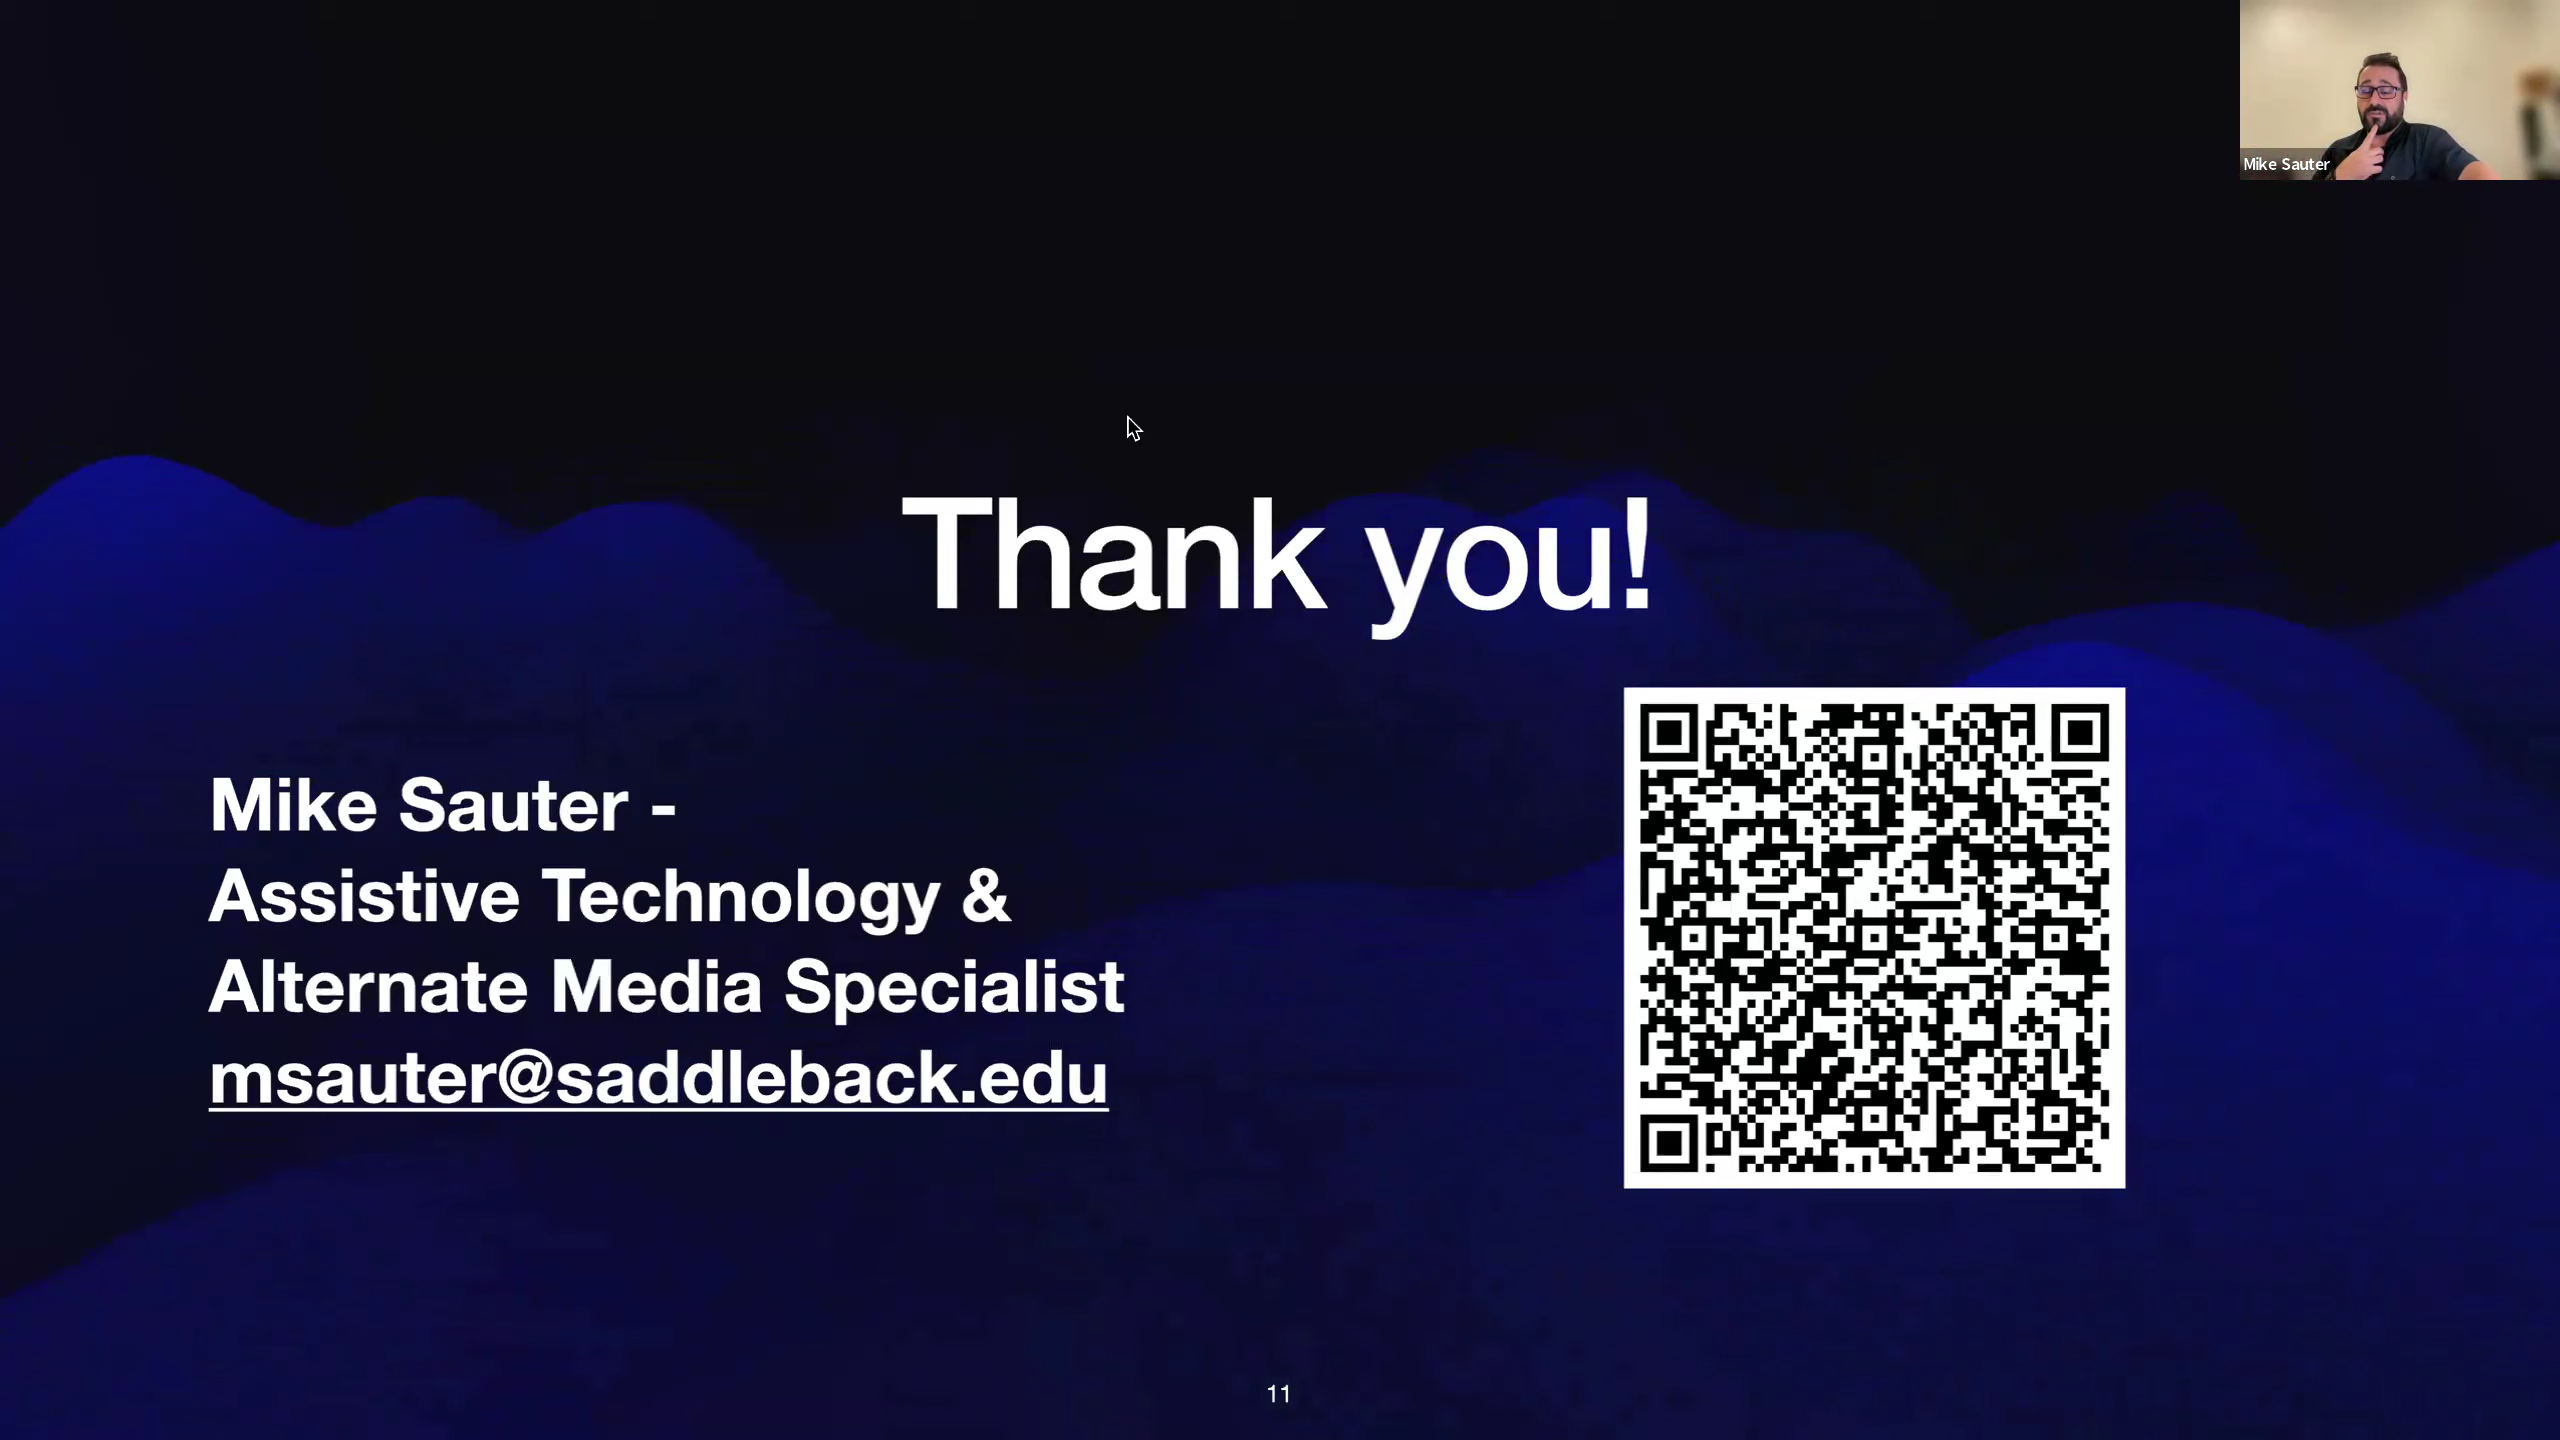 Mike Sauter
Thank you!
Mike Sauter -
Assistive Technology &
Alternate Media Specialist
msauter@saddleback.edu
11